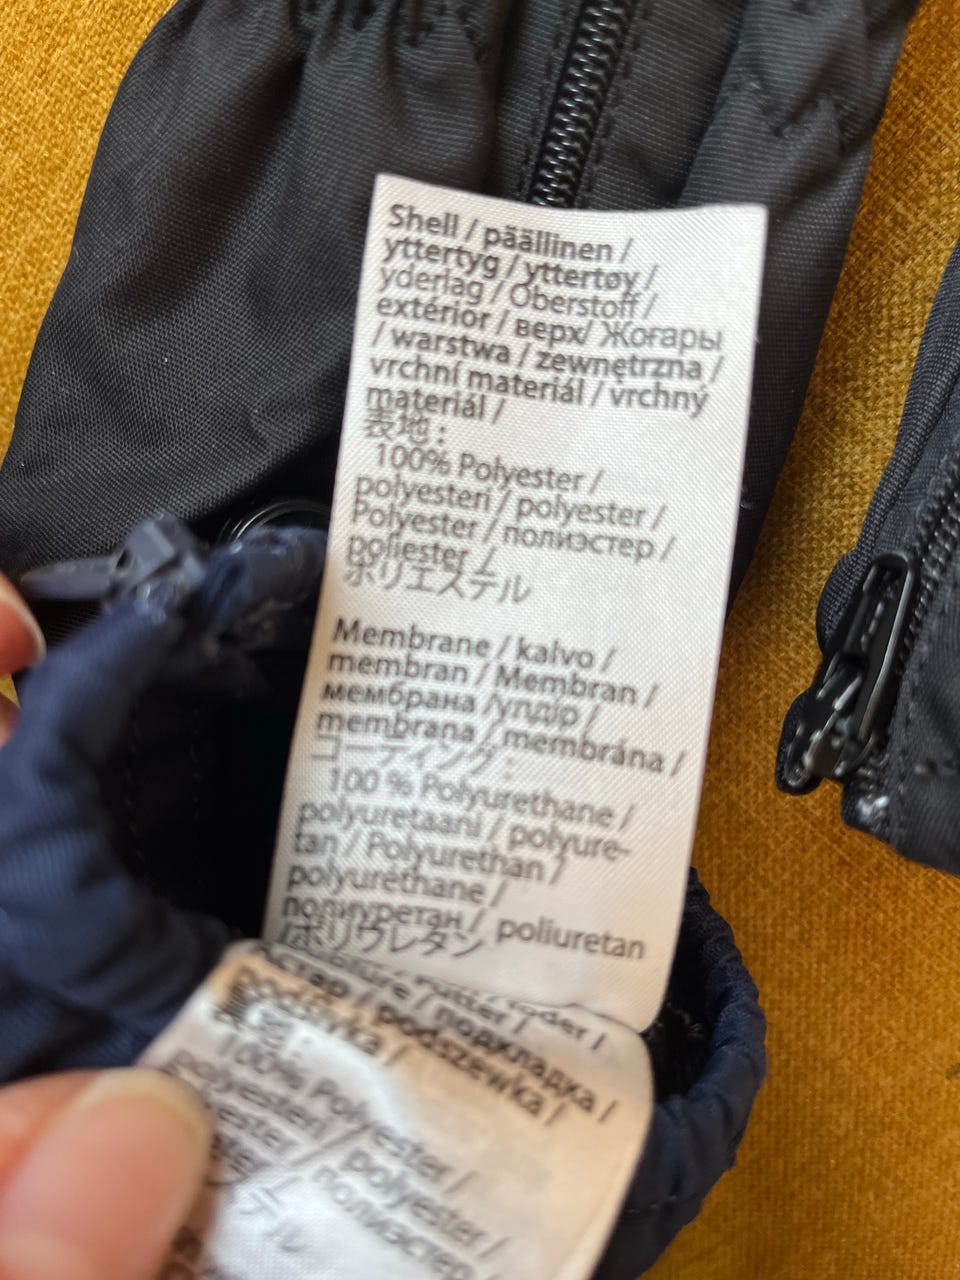 Shell / päällinen /
yttertyg / yttertøy /
yderlag / Oberstoff /
extérior / верх/ Жоғары
/ warstwa / zewnętrzna /
vrchní materiál / vrchný
materiál /
表地 :
100% Polyester /
polyesteri / polyester /
Polyester / полиэстер /
poliester /
ポリエステル
Membrane / kalvo /
membran / Membran /
мембрана /үлдір /
membrana / membrána /
コーティング :
100 % Polyurethane /
polyuretaani / polyure-
tan / Polyurethan /
polyuréthane /
полиуретан / poliuretan
/ポリウレタン
/ подкладка /
podšívka / podszewka /
裏地 :
100% Polyester /
polyesteri / polyester /
полиэстер /